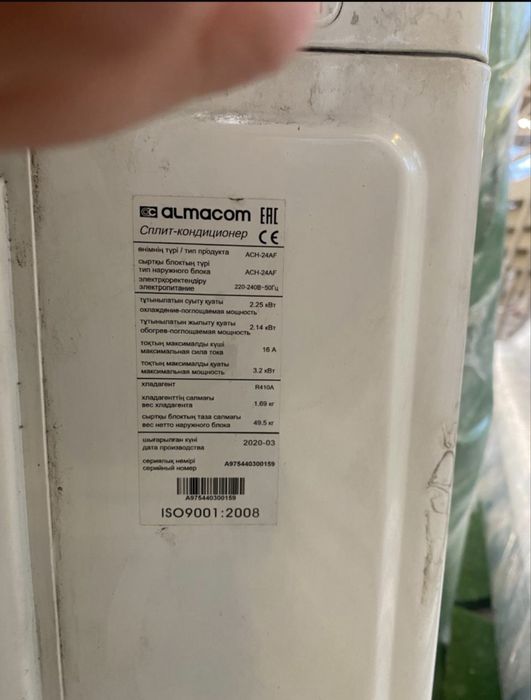 almacom EAC
Сплит-кондиционер CE
өнімнің түрі / тип продукта ACH-24AF
сыртқы блоктың түрі
тип наружного блока ACH-24AF
электрқоректендіру
электропитание 220-240В~50Гц
тұтынылатын суыту қуаты 2.25 кВт
охлаждение-поглощаемая мощность
тұтынылатын жылыту қуаты 2.14 кВт
обогрев-поглощаемая мощность
тоқтың максималды күші
максимальная сила тока 16 A
тоқтың максималды қуаты
максимальная мощность 3.2 кВт
хладагент R410A
хладагенттің салмағы
вес хладагента 1.69 кг
сыртқы блоктың таза салмағы
вес нетто наружного блока 49.5 кг
шығарылған күні
дата производства 2020-03
сериялық немірі
серийный номер A975440300159
A975440300159
ISO9001:2008